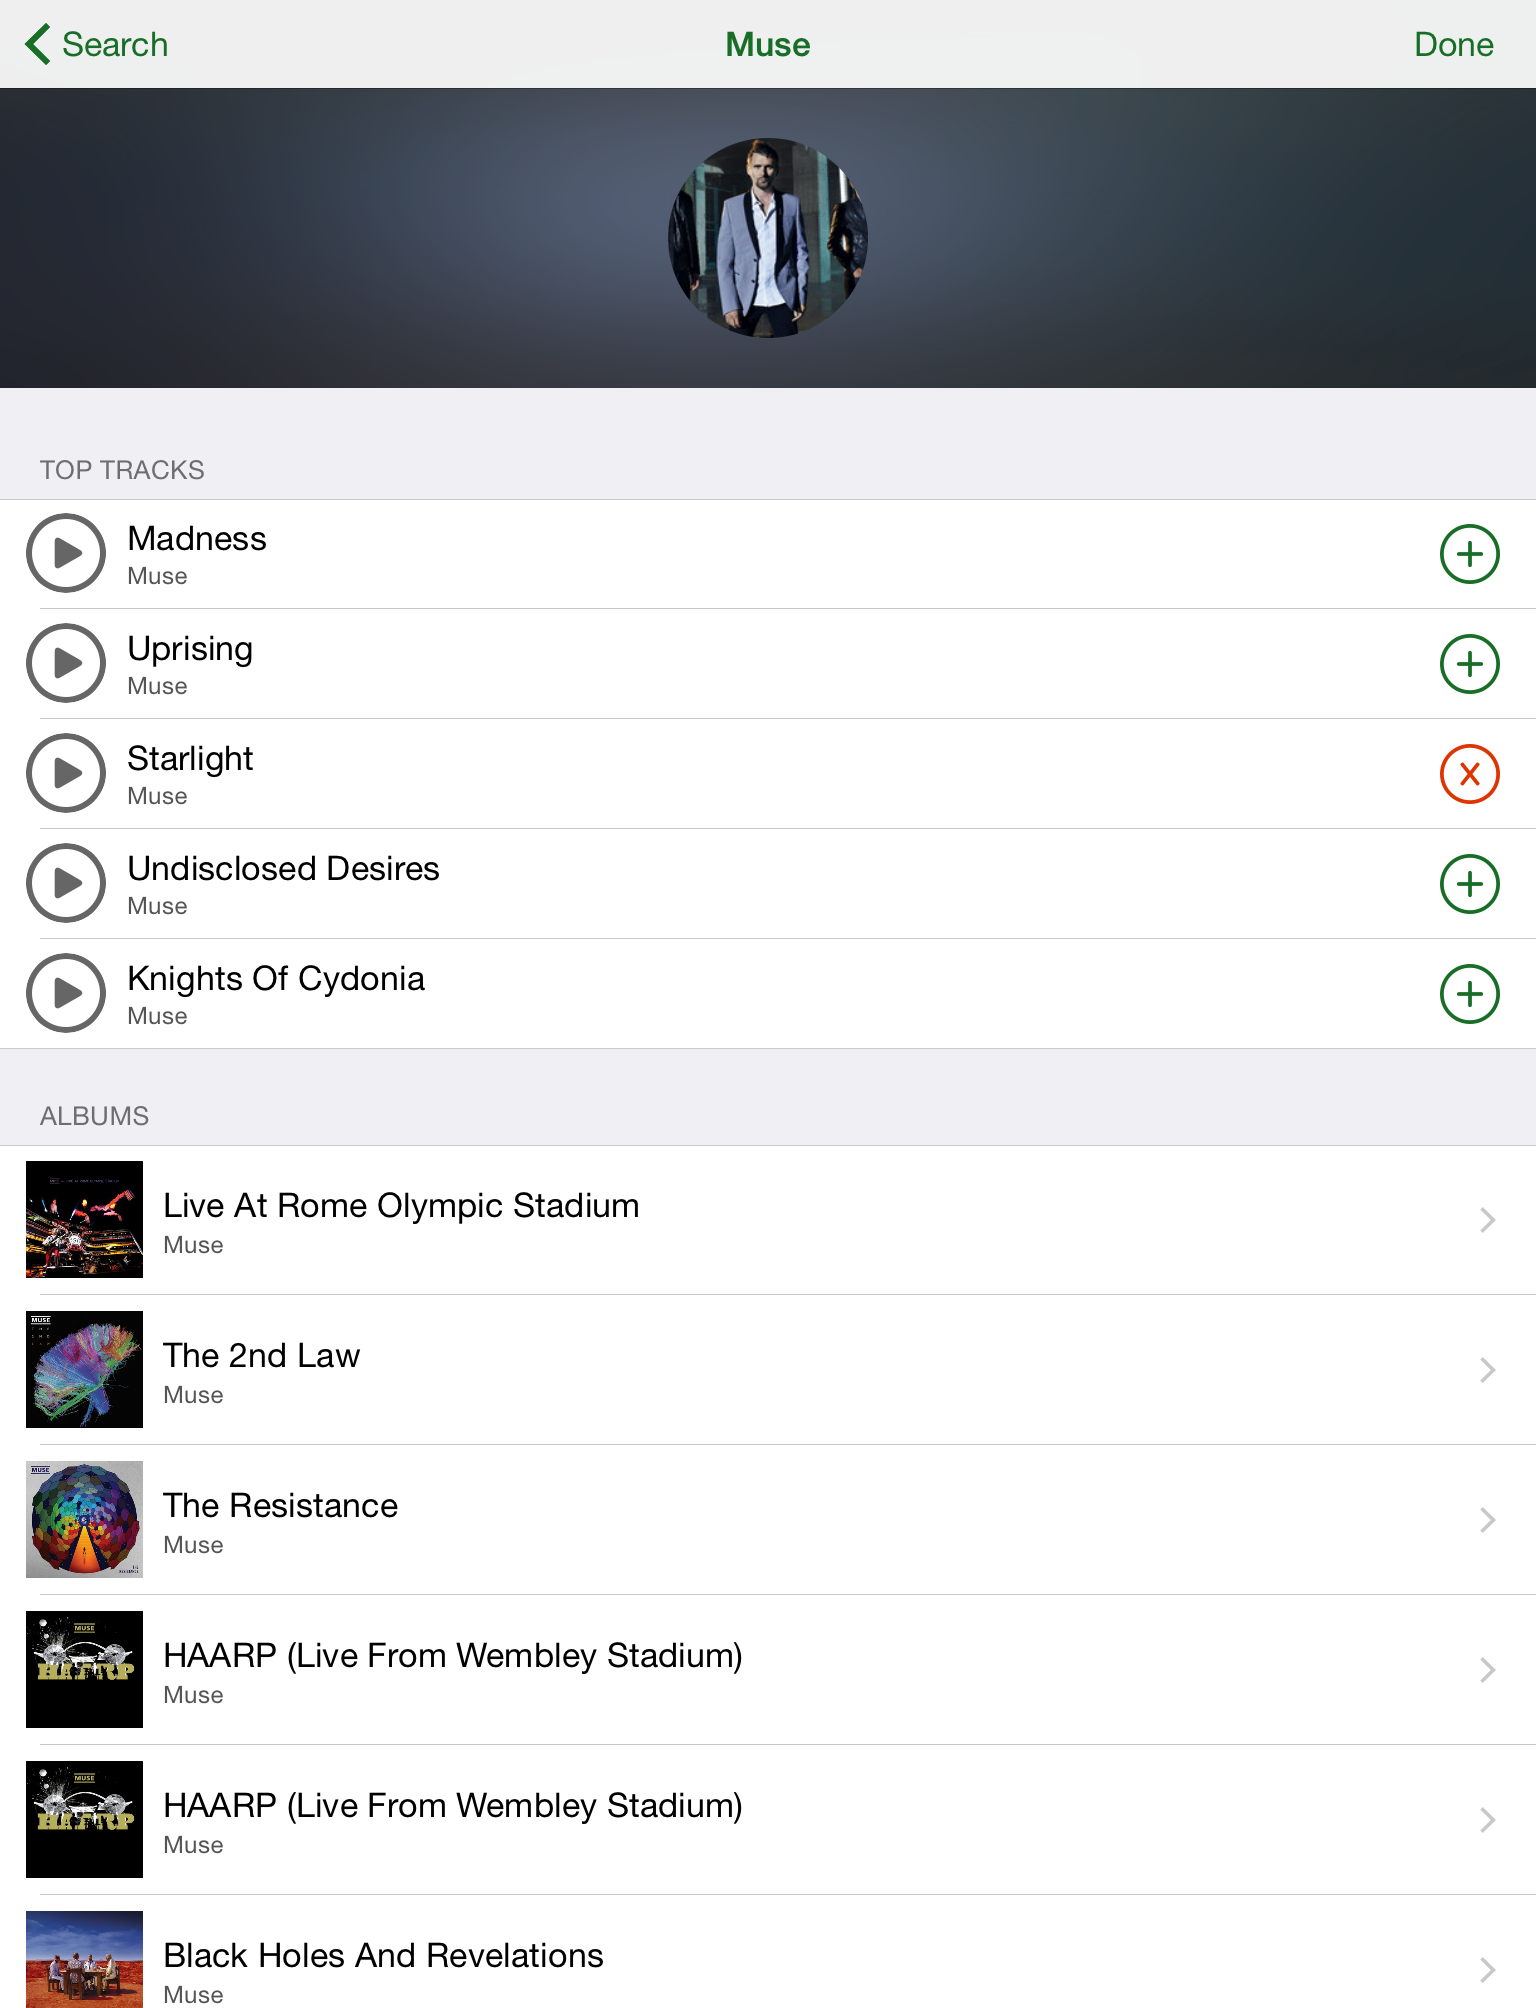 Search
Muse
Done
TOP TRACKS
Madness
Muse
Uprising
Muse
Starlight
Muse
Undisclosed Desires
Muse
Knights Of Cydonia
Muse
ALBUMS
Live At Rome Olympic Stadium
Muse
MUSE
The 2nd Law
Muse
MUSE
The Resistance
Muse
MUSE
HAARP
HAARP (Live From Wembley Stadium)
Muse
MUSE
HAARP
HAARP (Live From Wembley Stadium)
Muse
Black Holes And Revelations
Muse